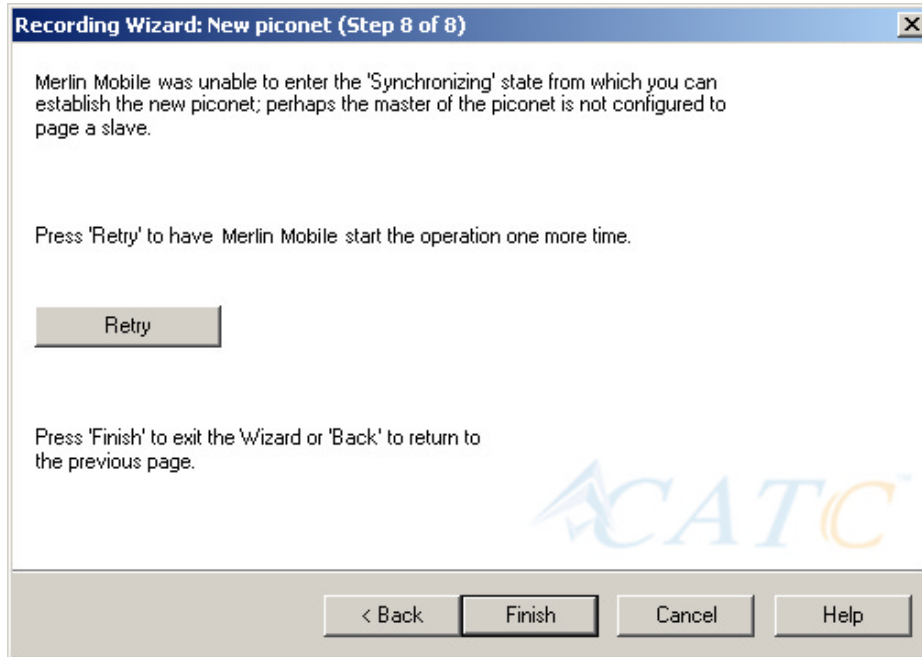 Recording Wizard: New piconet (Step 8 of 8)
Merlin Mobile was unable to enter the 'Synchronizing' state from which you can
establish the new piconet; perhaps the master of the piconet is not configured to
page a slave.
Press 'Retry' to have Merlin Mobile start the operation one more time.
Retry
Press 'Finish' to exit the Wizard or 'Back' to return to
the previous page.
CATC™
< Back Finish Cancel Help